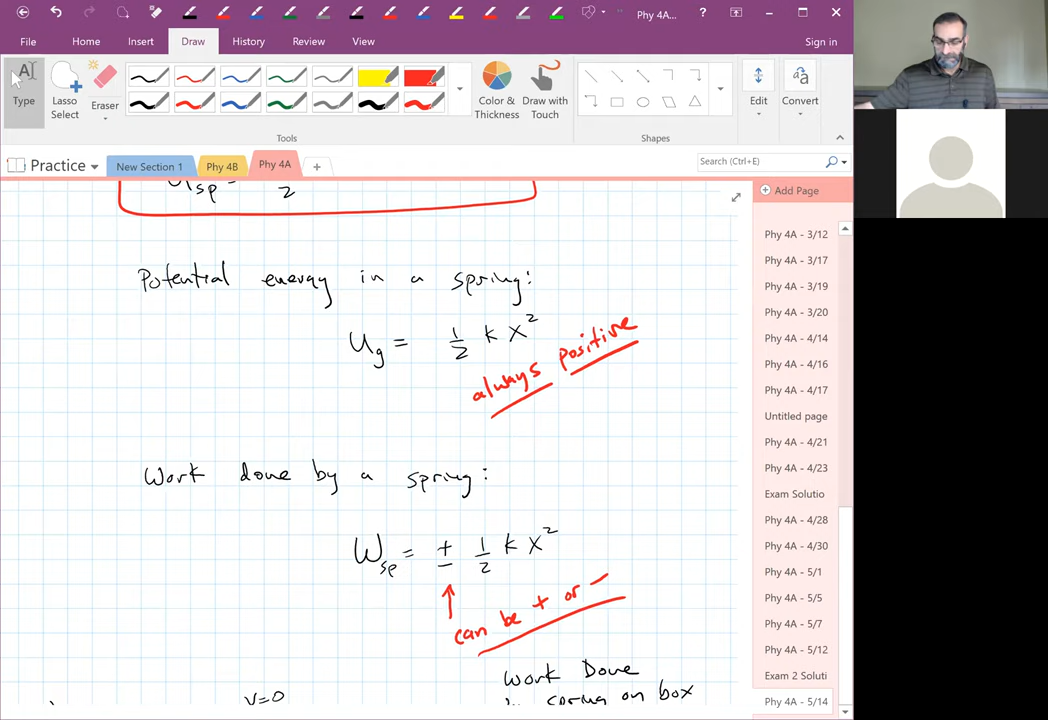 Phy 4A...
?
File
Home
Insert
Draw
History
Review
View
Sign in
Type
Lasso Select
Eraser
Color & Thickness
Draw with Touch
Edit
Convert
Tools
Shapes
Practice
New Section 1
Phy 4B
Phy 4A
+
Search (Ctrl+E)
Add Page
Phy 4A - 3/12
Phy 4A - 3/17
Phy 4A - 3/19
Phy 4A - 3/20
Phy 4A - 4/14
Phy 4A - 4/16
Phy 4A - 4/17
Untitled page
Phy 4A - 4/21
Phy 4A - 4/23
Exam Solutio
Phy 4A - 4/28
Phy 4A - 4/30
Phy 4A - 5/1
Phy 4A - 5/5
Phy 4A - 5/7
Phy 4A - 5/12
Exam 2 Soluti
Phy 4A - 5/14
Potential energy in a spring:
Ug = 1/2 k x²
always positive
Work done by a spring:
Wsp = ± 1/2 k x²
can be + or -
Work Done
spring on box
v=0